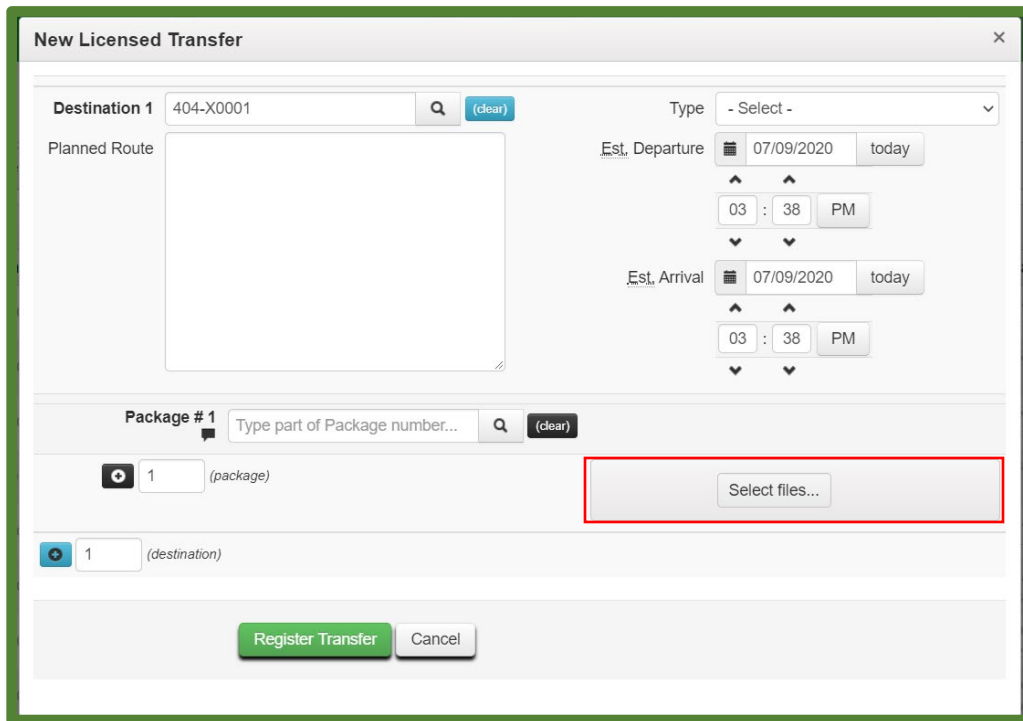 New Licensed Transfer ×
Destination 1 404-X0001 (clear) Type - Select -
Planned Route Est. Departure 07/09/2020 today
03 : 38 PM
Est. Arrival 07/09/2020 today
03 : 38 PM
Package # 1 Type part of Package number... (clear)
1 (package) Select files...
1 (destination)
Register Transfer Cancel